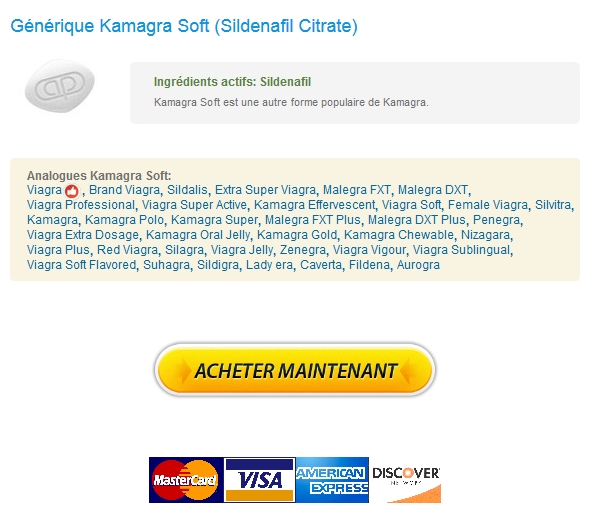 Générique Kamagra Soft (Sildenafil Citrate)
Ingrédients actifs: Sildenafil
Kamagra Soft est une autre forme populaire de Kamagra.
Analogues Kamagra Soft:
Viagra , Brand Viagra, Sildalis, Extra Super Viagra, Malegra FXT, Malegra DXT,
Viagra Professional, Viagra Super Active, Kamagra Effervescent, Viagra Soft, Female Viagra, Silvitra,
Kamagra, Kamagra Polo, Kamagra Super, Malegra FXT Plus, Malegra DXT Plus, Penegra,
Viagra Extra Dosage, Kamagra Oral Jelly, Kamagra Gold, Kamagra Chewable, Nizagara,
Viagra Plus, Red Viagra, Silagra, Viagra Jelly, Zenegra, Viagra Vigour, Viagra Sublingual,
Viagra Soft Flavored, Suhagra, Sildigra, Lady era, Caverta, Fildena, Aurogra
ACHETER MAINTENANT
MasterCard VISA AMERICAN EXPRESS DISCOVER NETWORK